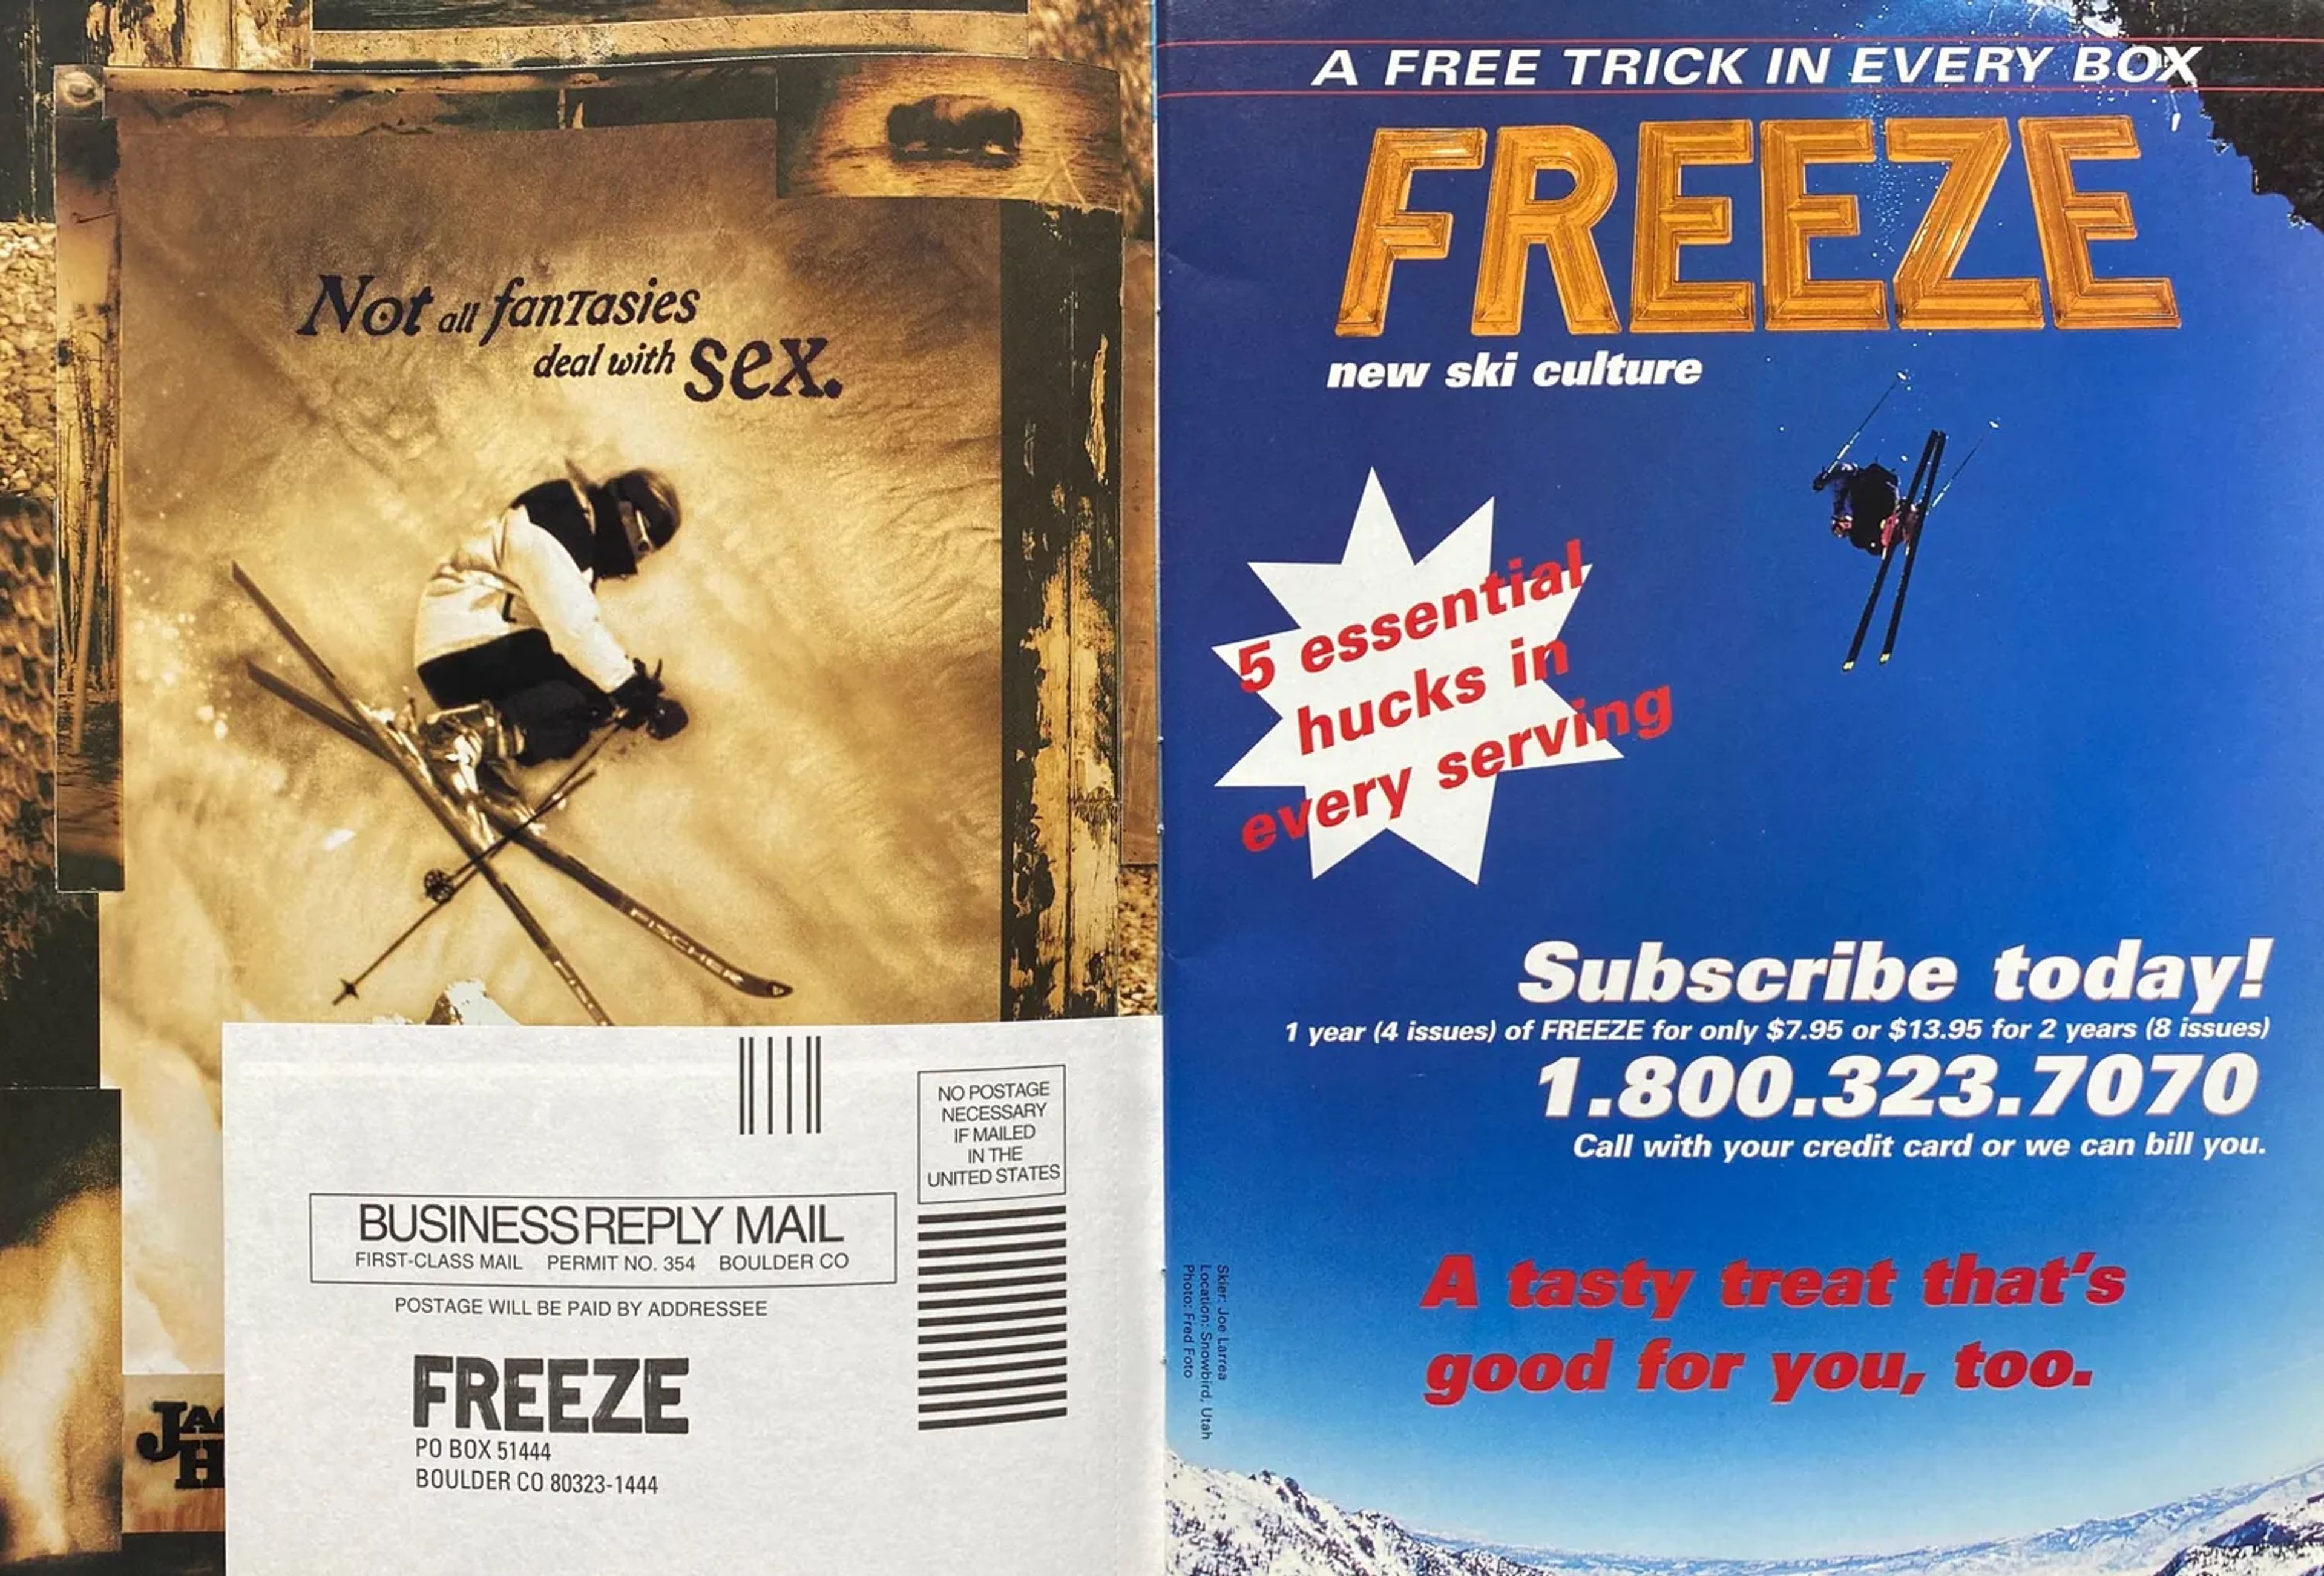 Not all fantasies
deal with sex.
FISCHER
FIS
JAC
H
NO POSTAGE
NECESSARY
IF MAILED
IN THE
UNITED STATES
BUSINESS REPLY MAIL
FIRST-CLASS MAIL PERMIT NO. 354 BOULDER CO
POSTAGE WILL BE PAID BY ADDRESSEE
FREEZE
PO BOX 51444
BOULDER CO 80323-1444
A FREE TRICK IN EVERY BOX
FREEZE
new ski culture
5 essential
hucks in
every serving
Subscribe today!
1 year (4 issues) of FREEZE for only $7.95 or $13.95 for 2 years (8 issues)
1.800.323.7070
Call with your credit card or we can bill you.
A tasty treat that's
good for you, too.
Skier: Joe Larrea
Location: Snowbird, Utah
Photo: Fred Foto